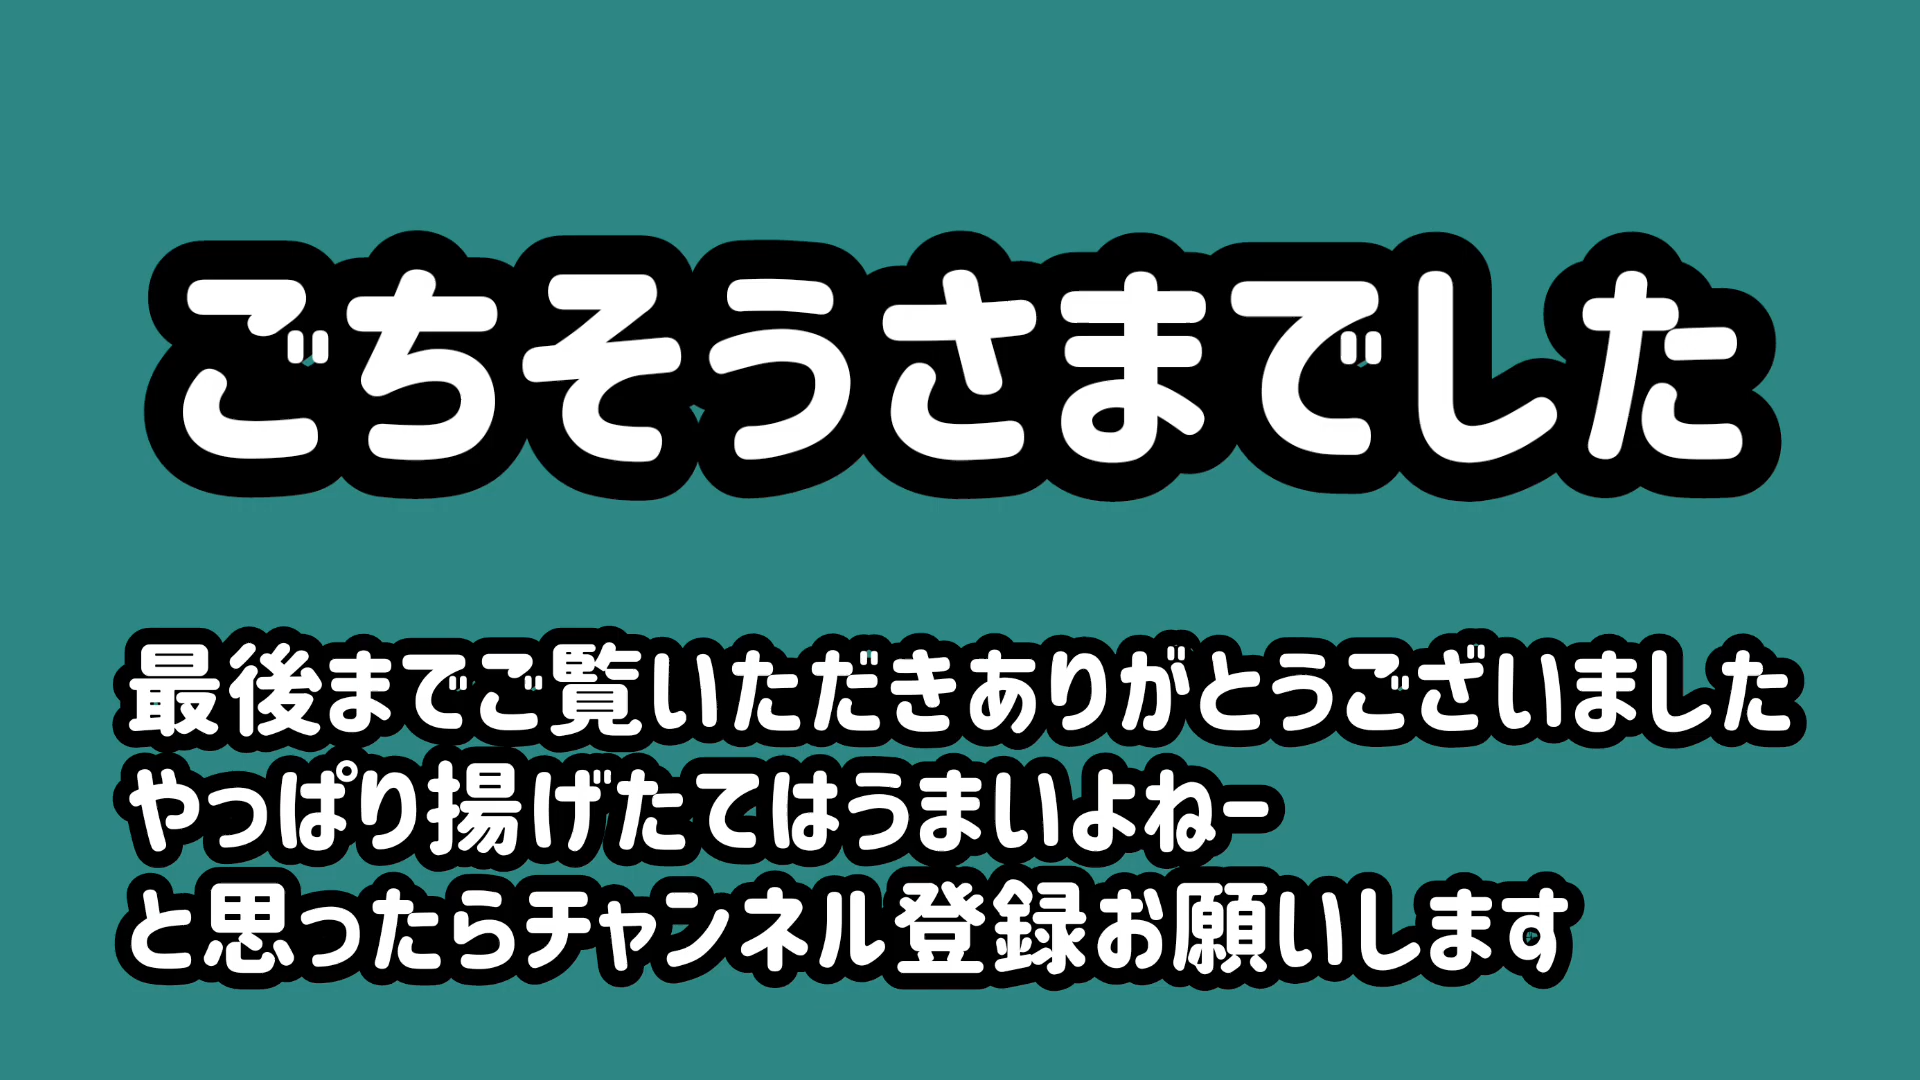 ごちそうさまでした
最後までご覧いただきありがとうございました
やっぱり揚げたてはうまいよねー
と思ったらチャンネル登録お願いします